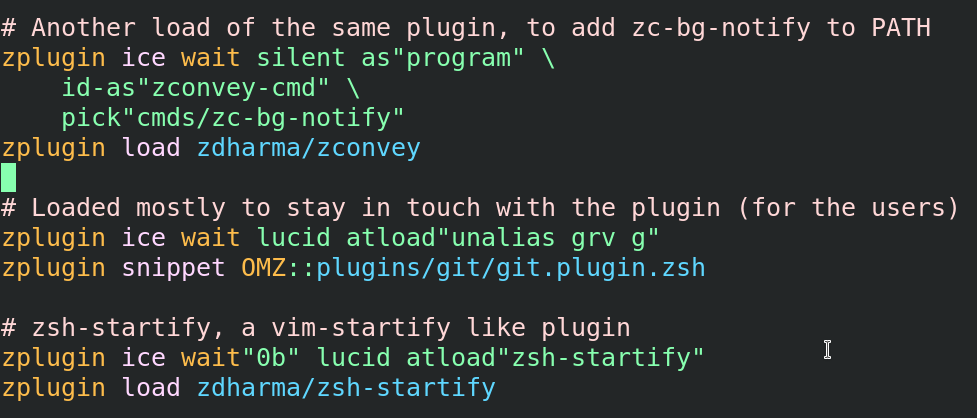 # Another load of the same plugin, to add zc-bg-notify to PATH
zplugin ice wait silent as"program" \
    id-as"zconvey-cmd" \
    pick"cmds/zc-bg-notify"
zplugin load zdharma/zconvey

# Loaded mostly to stay in touch with the plugin (for the users)
zplugin ice wait lucid atload"unalias grv g"
zplugin snippet OMZ::plugins/git/git.plugin.zsh

# zsh-startify, a vim-startify like plugin
zplugin ice wait"0b" lucid atload"zsh-startify"
zplugin load zdharma/zsh-startify